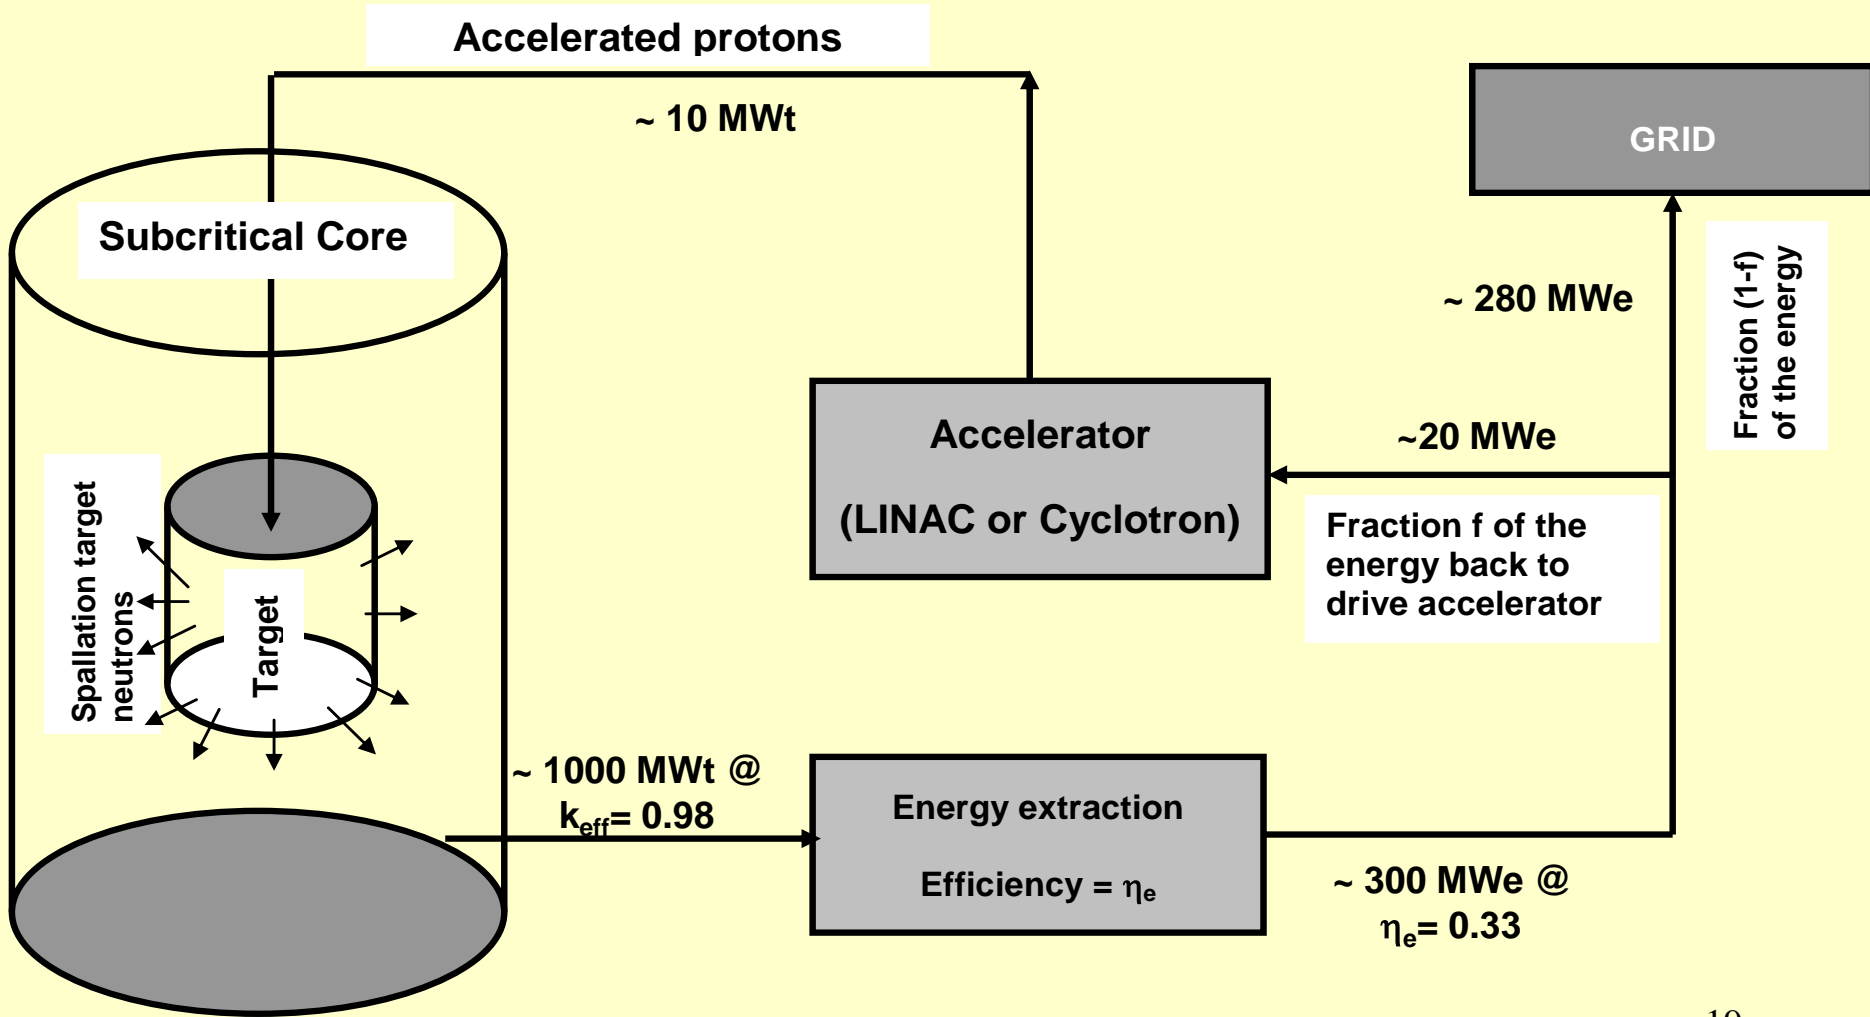 Accelerated protons
~ 10 MWt
GRID
Subcritical Core
~ 280 MWe
Fraction (1-f)
of the energy
Accelerator
(LINAC or Cyclotron)
~20 MWe
Fraction f of the
energy back to
drive accelerator
Spallation target
neutrons
Target
~ 1000 MWt @
keff= 0.98
Energy extraction
Efficiency = ηe
~ 300 MWe @
ηe= 0.33